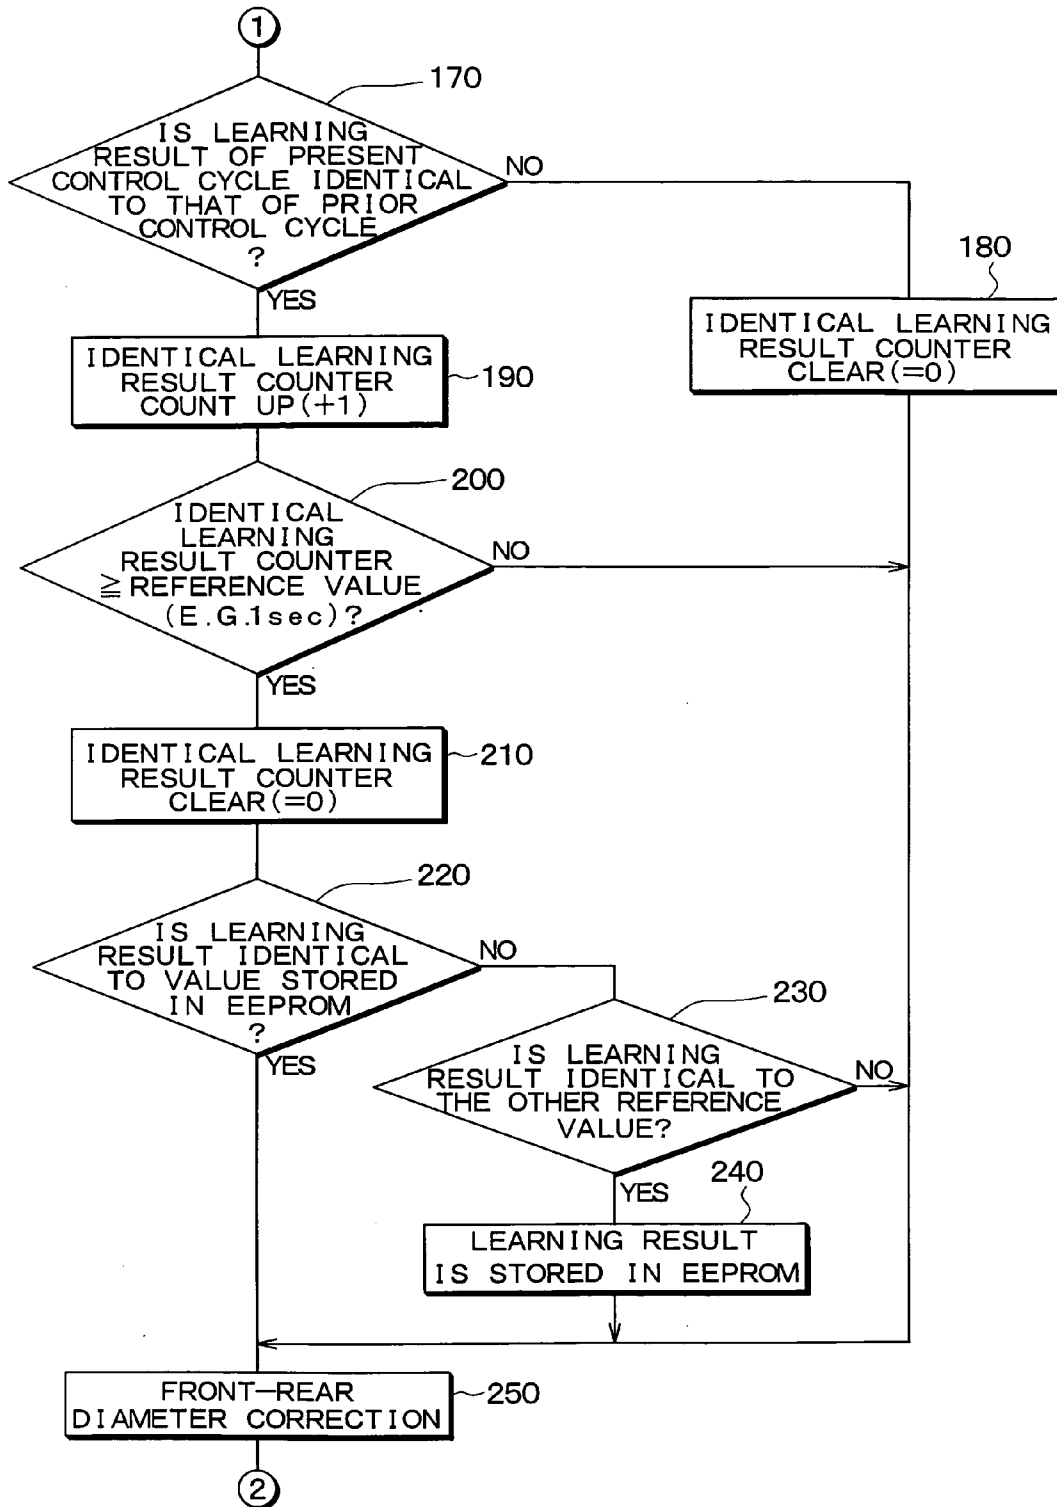 1
170
IS LEARNING
RESULT OF PRESENT
CONTROL CYCLE IDENTICAL
TO THAT OF PRIOR
CONTROL CYCLE
?
NO
YES
180
IDENTICAL LEARNING
RESULT COUNTER
CLEAR(=0)
IDENTICAL LEARNING
RESULT COUNTER
COUNT UP(+1)
190
200
IDENTICAL
LEARNING
RESULT COUNTER
≧REFERENCE VALUE
(E.G.1sec)?
NO
YES
IDENTICAL LEARNING
RESULT COUNTER
CLEAR(=0)
210
220
IS LEARNING
RESULT IDENTICAL
TO VALUE STORED
IN EEPROM
?
NO
YES
230
IS LEARNING
RESULT IDENTICAL TO
THE OTHER REFERENCE
VALUE?
NO
YES
240
LEARNING RESULT
IS STORED IN EEPROM
FRONT-REAR
DIAMETER CORRECTION
250
2